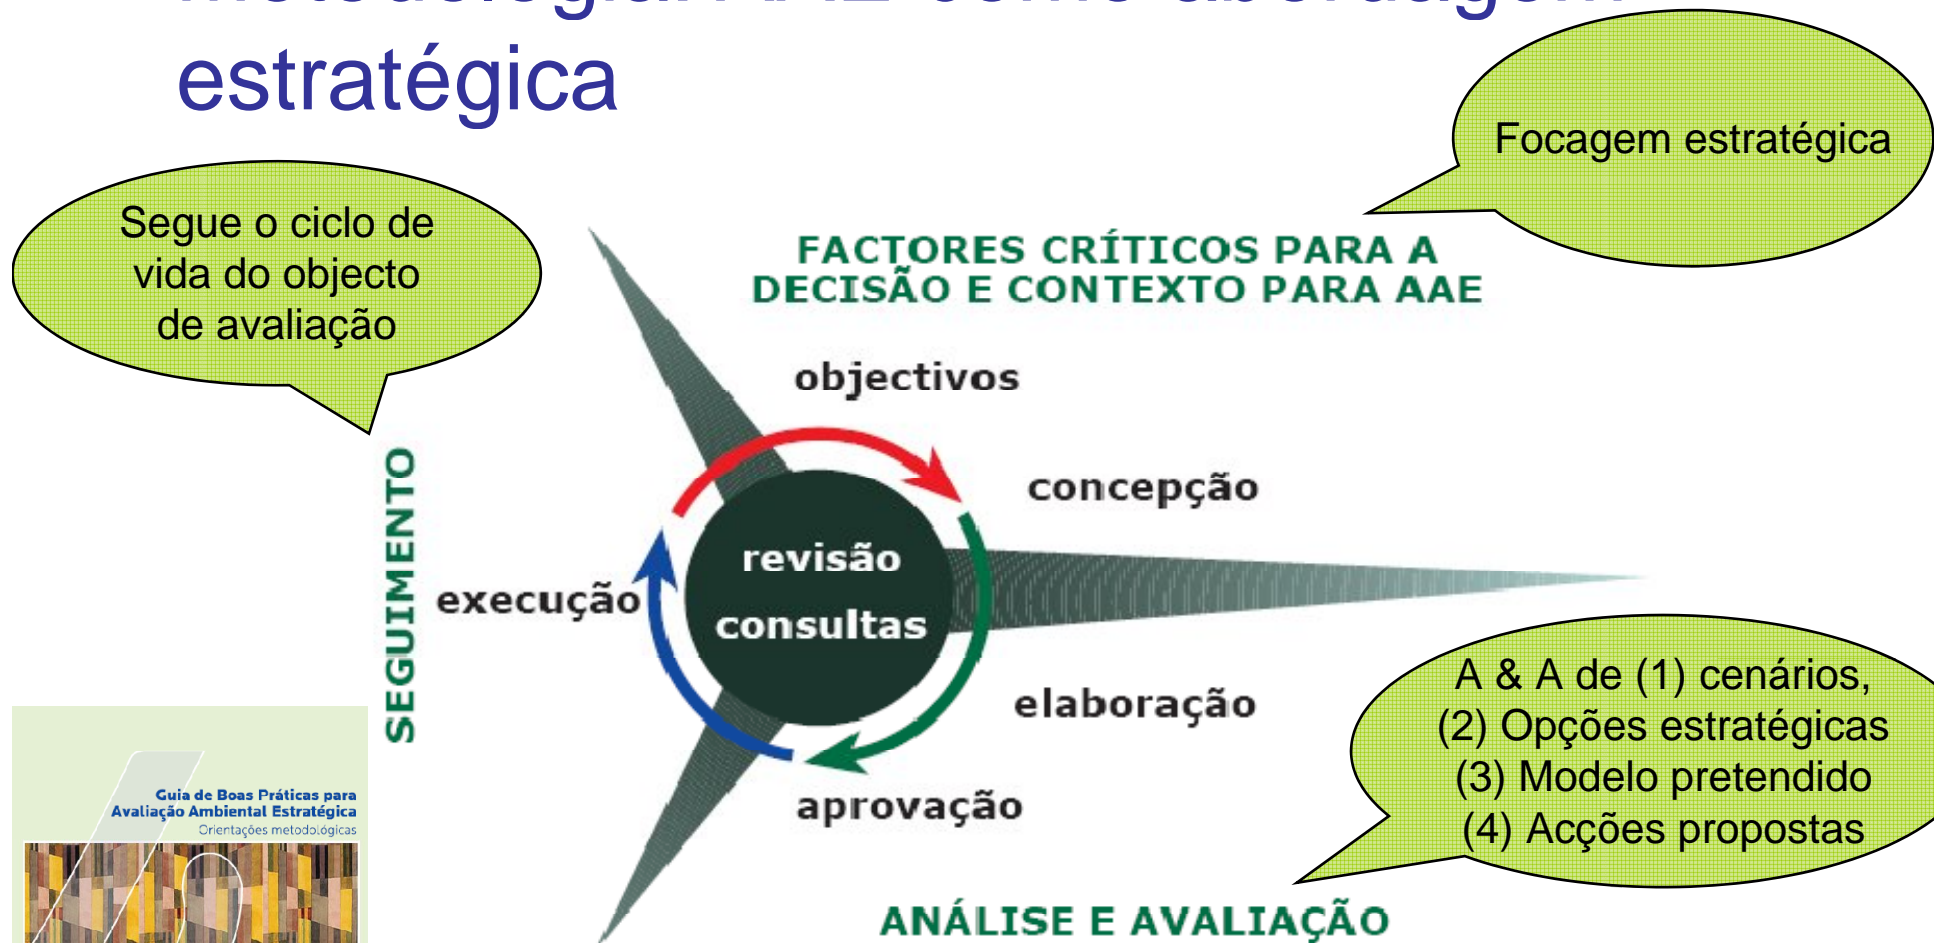 estratégica
Focagem estratégica
Segue o ciclo de
vida do objecto
de avaliação
FACTORES CRÍTICOS PARA A
DECISÃO E CONTEXTO PARA AAE
objectivos
concepção
revisão
consultas
execução
SEGUIMENTO
elaboração
aprovação
A & A de (1) cenários,
(2) Opções estratégicas
(3) Modelo pretendido
(4) Acções propostas
Guia de Boas Práticas para
Avaliação Ambiental Estratégica
Orientações metodológicas
ANÁLISE E AVALIAÇÃO